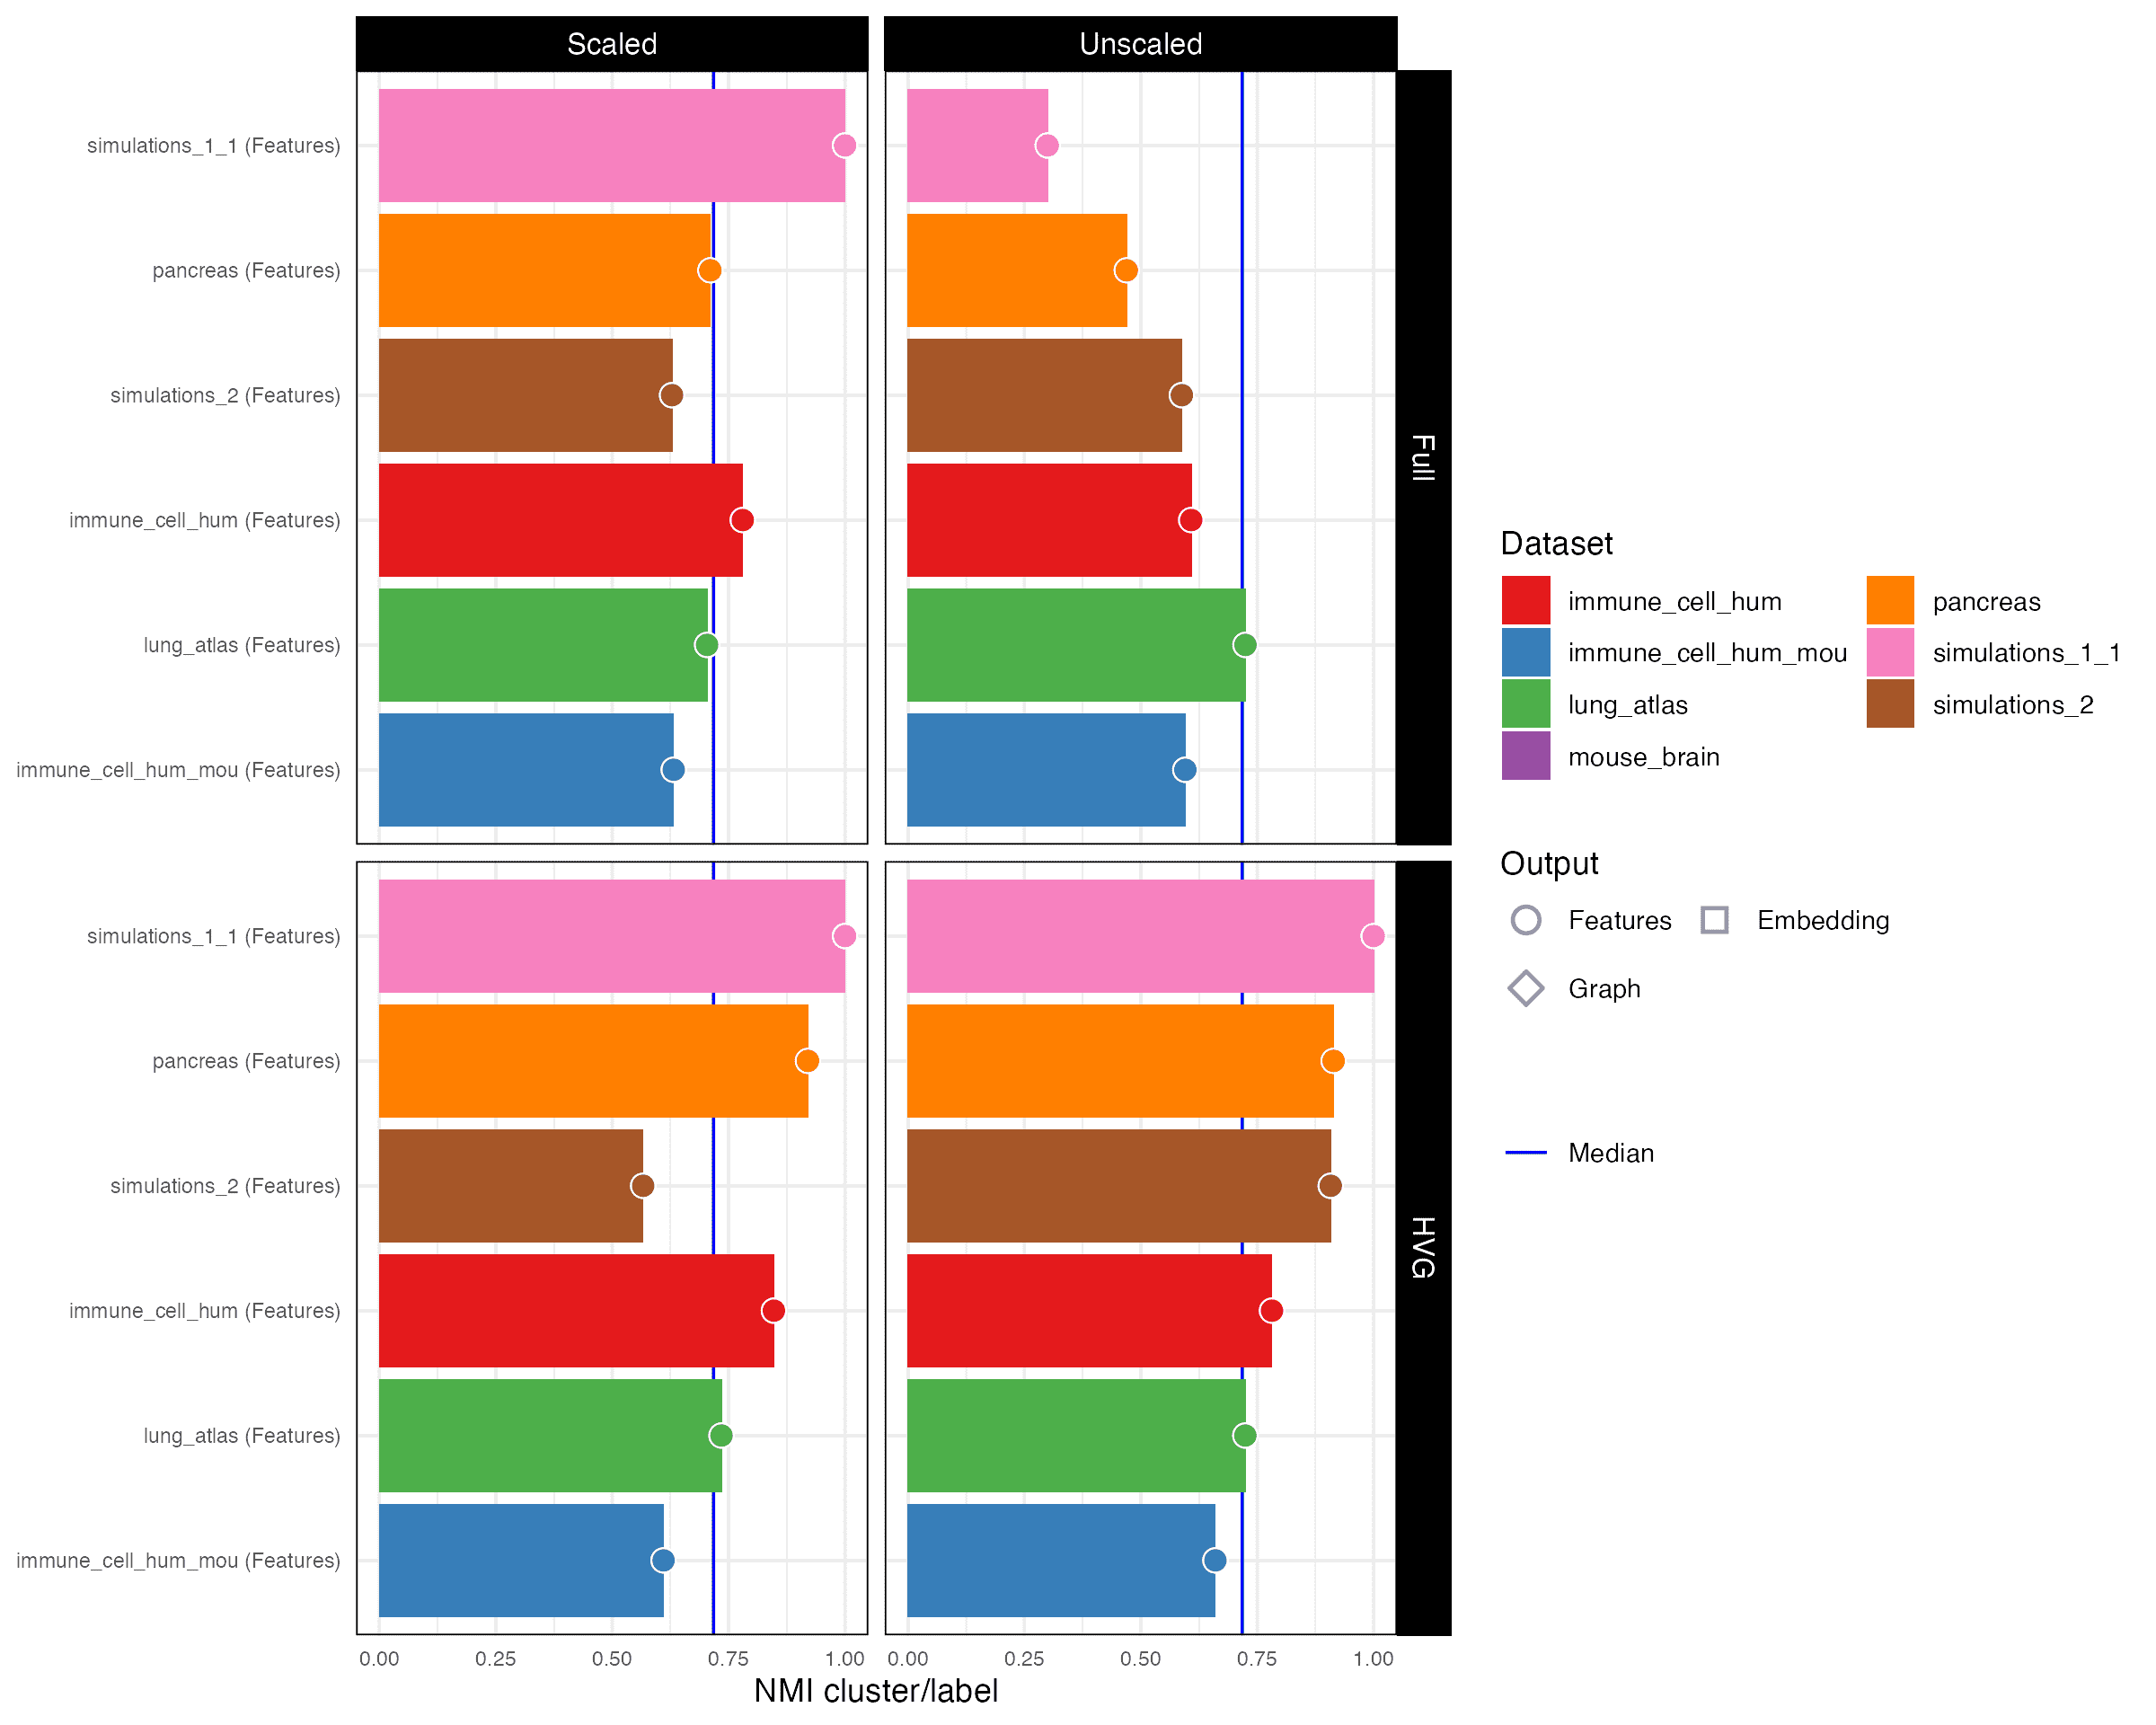 Scaled
Unscaled
simulations_1_1 (Features)
pancreas (Features)
simulations_2 (Features)
immune_cell_hum (Features)
lung_atlas (Features)
immune_cell_hum_mou (Features)
Full
simulations_1_1 (Features)
pancreas (Features)
simulations_2 (Features)
immune_cell_hum (Features)
lung_atlas (Features)
immune_cell_hum_mou (Features)
HVG
0.00 0.25 0.50 0.75 1.00
0.00 0.25 0.50 0.75 1.00
NMI cluster/label
Dataset
immune_cell_hum
immune_cell_hum_mou
lung_atlas
mouse_brain
pancreas
simulations_1_1
simulations_2
Output
Features
Embedding
Graph
Median